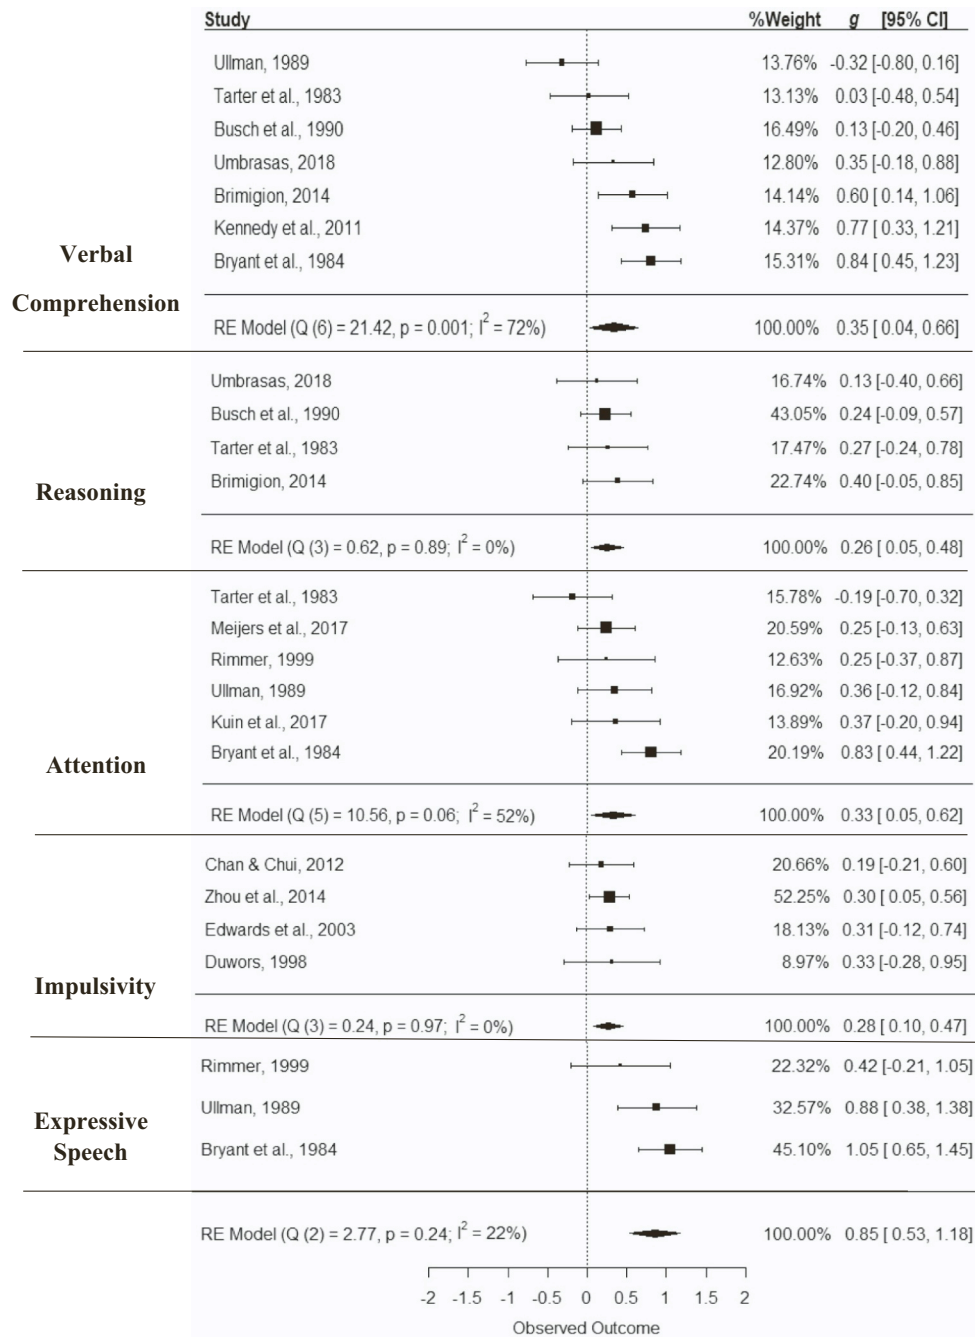 Study %Weight g [95% CI]
Ullman, 1989 13.76% -0.32 [-0.80, 0.16]
Tarter et al., 1983 13.13% 0.03 [-0.48, 0.54]
Busch et al., 1990 16.49% 0.13 [-0.20, 0.46]
Umbrasas, 2018 12.80% 0.35 [-0.18, 0.88]
Brimigion, 2014 14.14% 0.60 [ 0.14, 1.06]
Kennedy et al., 2011 14.37% 0.77 [ 0.33, 1.21]
Verbal
Comprehension
Bryant et al., 1984 15.31% 0.84 [ 0.45, 1.23]
RE Model (Q (6) = 21.42, p = 0.001; I² = 72%) 100.00% 0.35 [ 0.04, 0.66]
Umbrasas, 2018 16.74% 0.13 [-0.40, 0.66]
Busch et al., 1990 43.05% 0.24 [-0.09, 0.57]
Tarter et al., 1983 17.47% 0.27 [-0.24, 0.78]
Brimigion, 2014 22.74% 0.40 [-0.05, 0.85]
Reasoning
RE Model (Q (3) = 0.62, p = 0.89; I² = 0%) 100.00% 0.26 [ 0.05, 0.48]
Tarter et al., 1983 15.78% -0.19 [-0.70, 0.32]
Meijers et al., 2017 20.59% 0.25 [-0.13, 0.63]
Rimmer, 1999 12.63% 0.25 [-0.37, 0.87]
Ullman, 1989 16.92% 0.36 [-0.12, 0.84]
Kuin et al., 2017 13.89% 0.37 [-0.20, 0.94]
Bryant et al., 1984 20.19% 0.83 [ 0.44, 1.22]
Attention
RE Model (Q (5) = 10.56, p = 0.06; I² = 52%) 100.00% 0.33 [ 0.05, 0.62]
Chan & Chui, 2012 20.66% 0.19 [-0.21, 0.60]
Zhou et al., 2014 52.25% 0.30 [ 0.05, 0.56]
Edwards et al., 2003 18.13% 0.31 [-0.12, 0.74]
Duwors, 1998 8.97% 0.33 [-0.28, 0.95]
Impulsivity
RE Model (Q (3) = 0.24, p = 0.97; I² = 0%) 100.00% 0.28 [ 0.10, 0.47]
Rimmer, 1999 22.32% 0.42 [-0.21, 1.05]
Ullman, 1989 32.57% 0.88 [ 0.38, 1.38]
Expressive
Speech
Bryant et al., 1984 45.10% 1.05 [ 0.65, 1.45]
RE Model (Q (2) = 2.77, p = 0.24; I² = 22%) 100.00% 0.85 [ 0.53, 1.18]
-2 -1.5 -1 -0.5 0 0.5 1 1.5 2
Observed Outcome